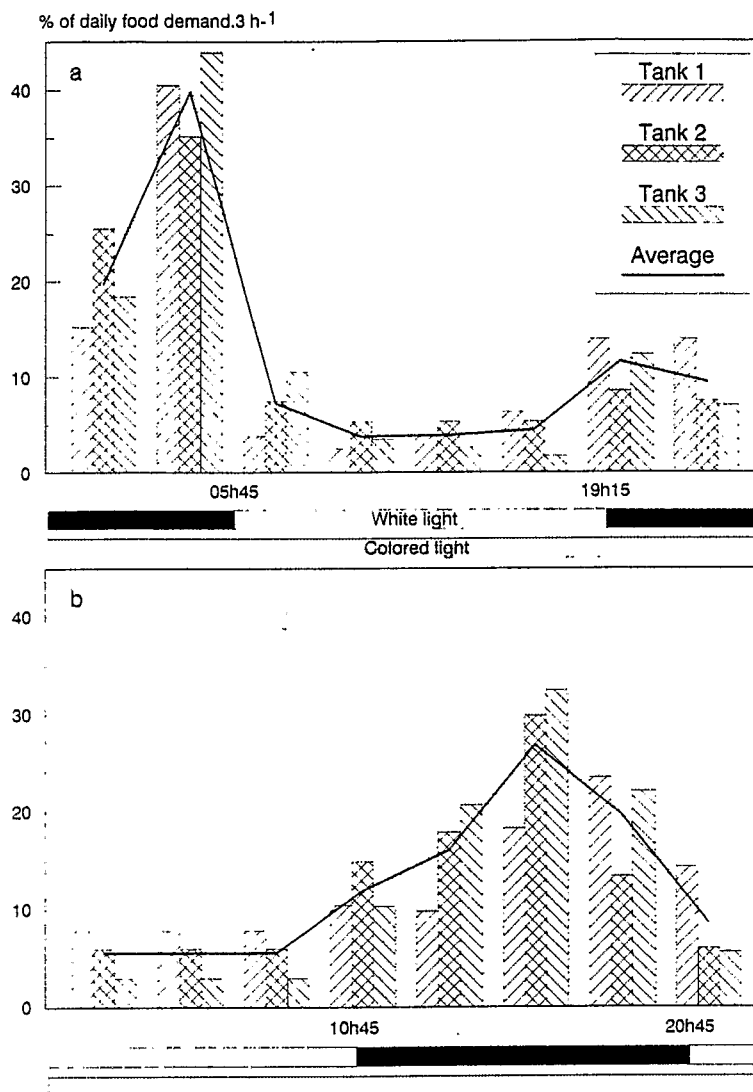 % of daily food demand.3 h-1
a
40
30
20
10
0
Tank 1
Tank 2
Tank 3
Average
05h45
19h15
White light
Colored light
b
40
30
20
10
0
10h45
20h45